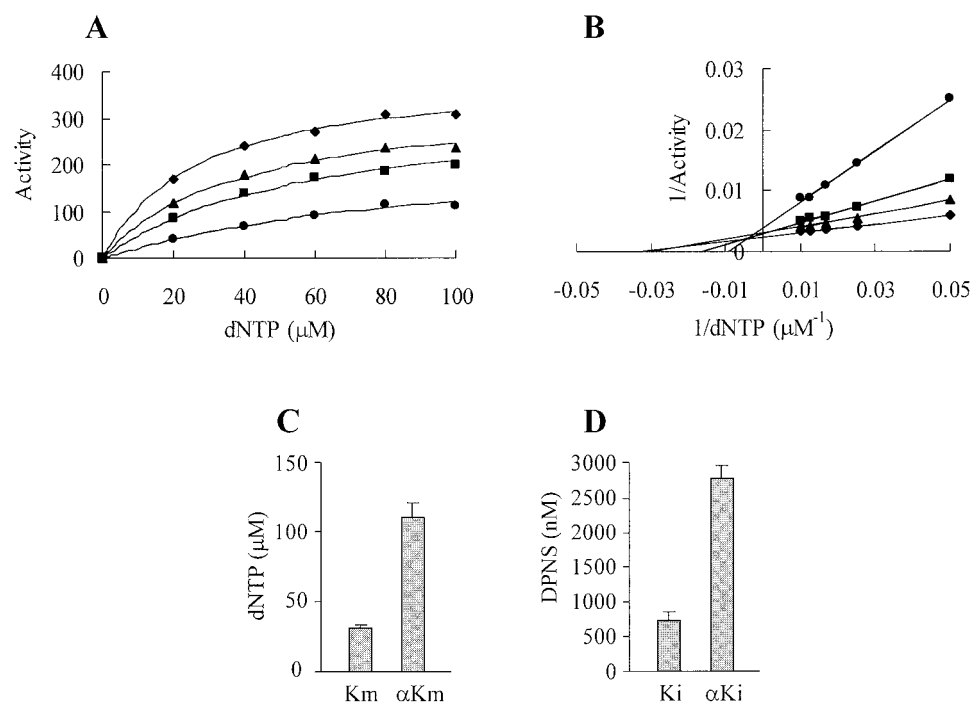 A
400
300
200
100
0
Activity
0 20 40 60 80 100
dNTP (μM)
B
0.03
0.02
0.01
0
1/Activity
-0.05 -0.03 -0.01 0.01 0.03 0.05
1/dNTP (μM⁻¹)
C
150
100
50
0
dNTP (μM)
Km αKm
D
3000
2500
2000
1500
1000
500
0
DPNS (nM)
Ki αKi